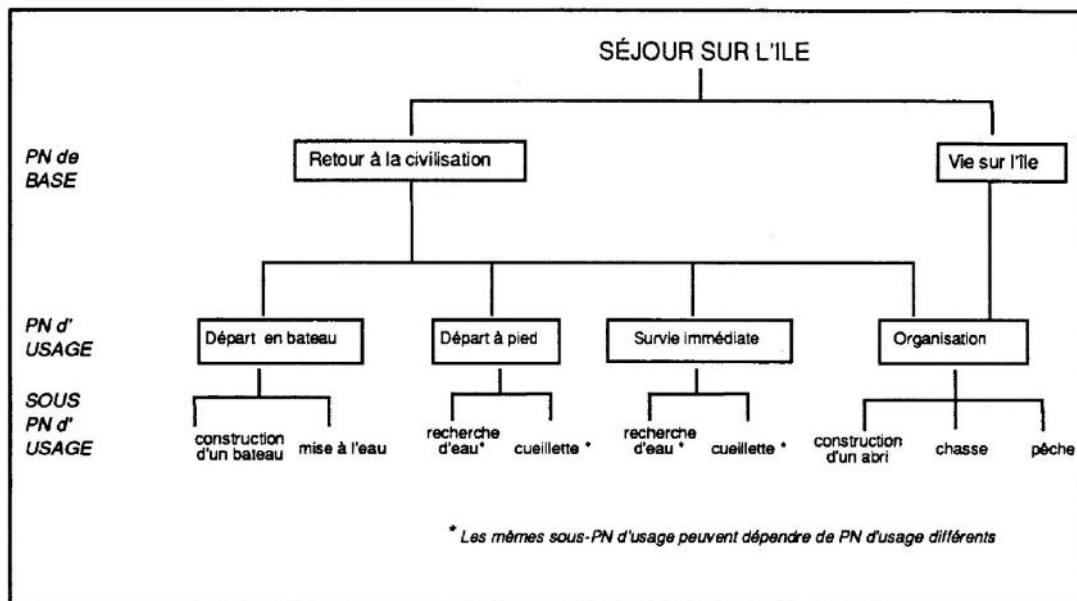 SÉJOUR SUR L'ILE
PN de
BASE
Retour à la civilisation
Vie sur l'île
PN d'
USAGE
Départ en bateau
Départ à pied
Survie immédiate
Organisation
SOUS
PN d'
USAGE
construction
d'un bateau
mise à l'eau
recherche
d'eau*
cueillette *
recherche
d'eau *
cueillette *
construction
d'un abri
chasse
pêche
* Les mêmes sous-PN d'usage peuvent dépendre de PN d'usage différents